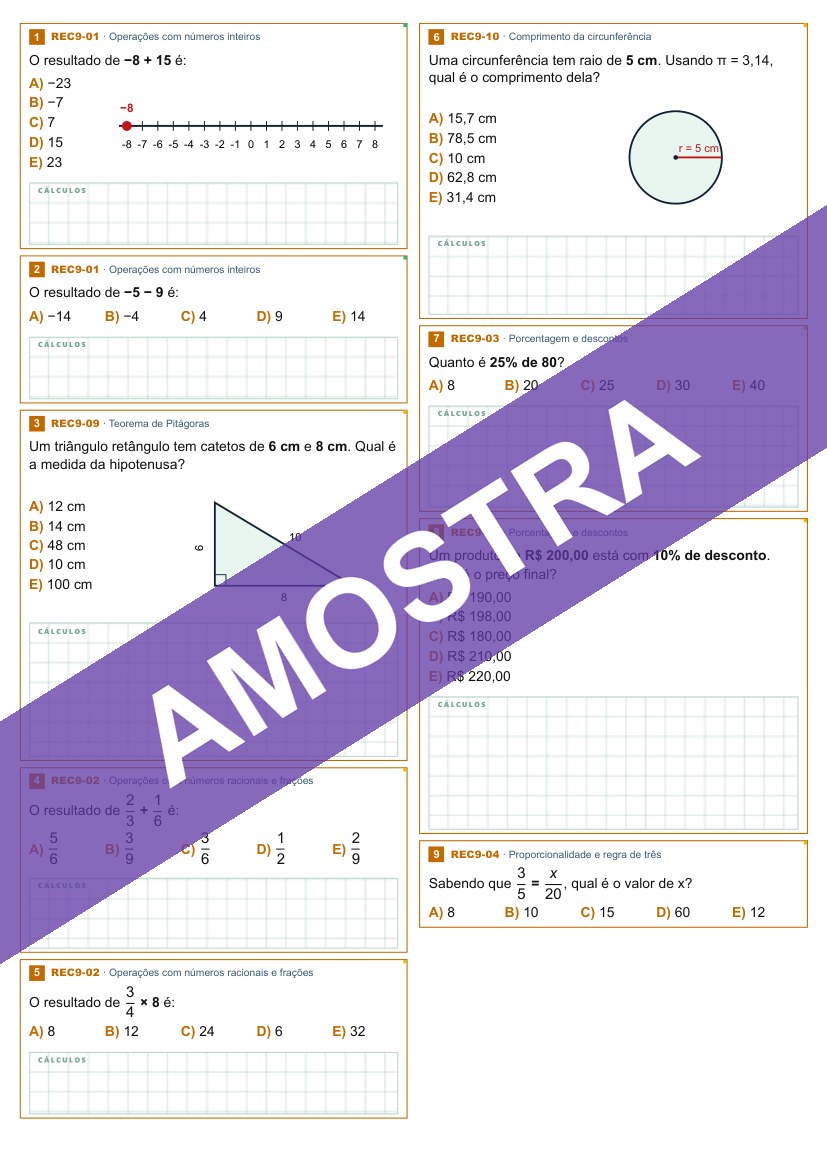 1 REC9-01 · Operações com números inteiros
O resultado de −8 + 15 é:
A) −23
B) −7
C) 7
D) 15
E) 23
−8
-8 -7 -6 -5 -4 -3 -2 -1 0 1 2 3 4 5 6 7 8
CÁLCULOS
2 REC9-01 · Operações com números inteiros
O resultado de −5 − 9 é:
A) −14 B) −4 C) 4 D) 9 E) 14
CÁLCULOS
3 REC9-09 · Teorema de Pitágoras
Um triângulo retângulo tem catetos de 6 cm e 8 cm. Qual é
a medida da hipotenusa?
A) 12 cm
B) 14 cm
C) 48 cm
D) 10 cm
E) 100 cm
6
10
8
CÁLCULOS
4 REC9-02 · Operações com números racionais e frações
O resultado de 2/3 + 1/6 é:
A) 5/6 B) 3/9 C) 3/6 D) 1/2 E) 2/9
CÁLCULOS
5 REC9-02 · Operações com números racionais e frações
O resultado de 3/4 × 8 é:
A) 8 B) 12 C) 24 D) 6 E) 32
CÁLCULOS
6 REC9-10 · Comprimento da circunferência
Uma circunferência tem raio de 5 cm. Usando π = 3,14,
qual é o comprimento dela?
A) 15,7 cm
B) 78,5 cm
C) 10 cm
D) 62,8 cm
E) 31,4 cm
r = 5 cm
CÁLCULOS
7 REC9-03 · Porcentagem e descontos
Quanto é 25% de 80?
A) 8 B) 20 C) 25 D) 30 E) 40
CÁLCULOS
Porcentagem e descontos
Um produto R$ 200,00 está com 10% de desconto.
é o preço final?
A) 190,00
B) R$ 198,00
C) R$ 180,00
D) R$ 210,00
E) R$ 220,00
CÁLCULOS
9 REC9-04 · Proporcionalidade e regra de três
Sabendo que 3/5 = x/20, qual é o valor de x?
A) 8 B) 10 C) 15 D) 60 E) 12
AMOSTRA